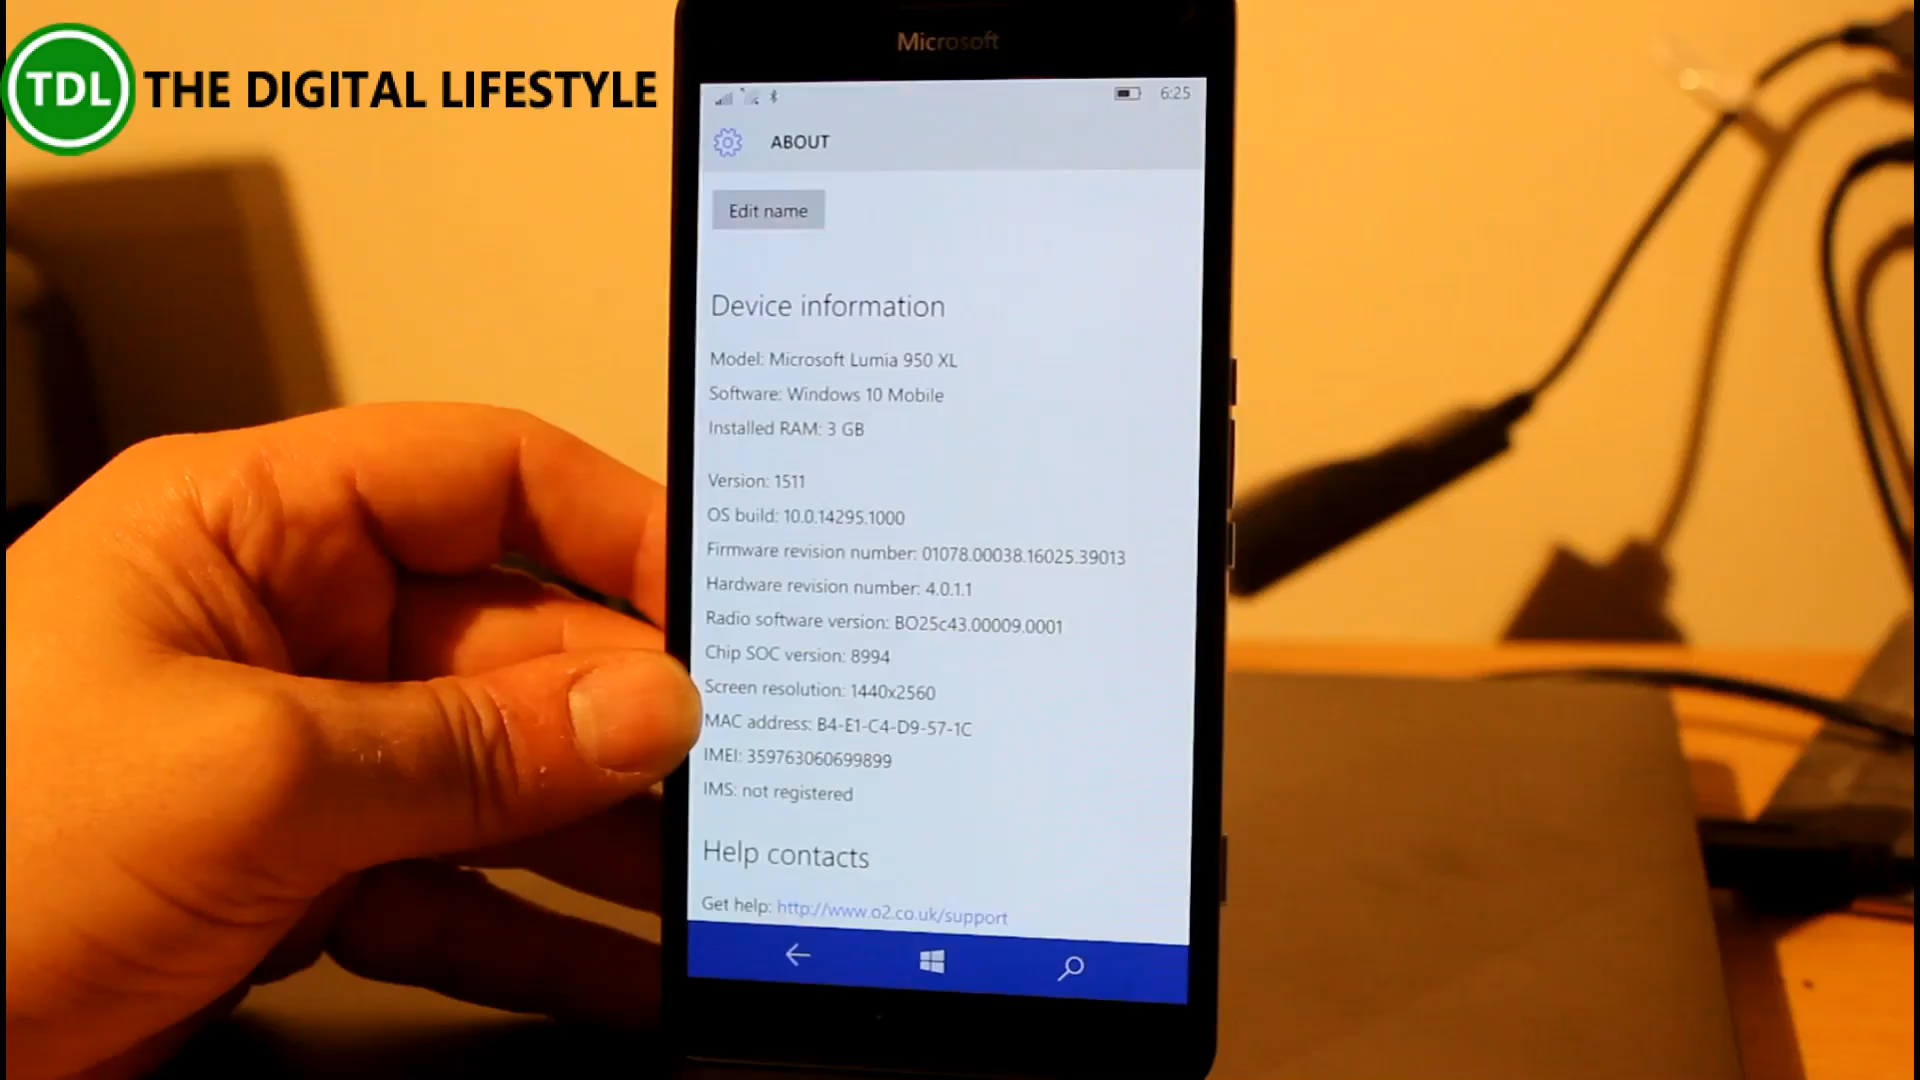 TDL THE DIGITAL LIFESTYLE
Microsoft
6:25
ABOUT
Edit name
Device information
Model: Microsoft Lumia 950 XL
Software: Windows 10 Mobile
Installed RAM: 3 GB
Version: 1511
OS build: 10.0.14295.1000
Firmware revision number: 01078.00038.16025.39013
Hardware revision number: 4.0.1.1
Radio software version: BO25c43.00009.0001
Chip SOC version: 8994
Screen resolution: 1440x2560
MAC address: B4-E1-C4-D9-57-1C
IMEI: 359763060699899
IMS: not registered
Help contacts
Get help: http://www.o2.co.uk/support